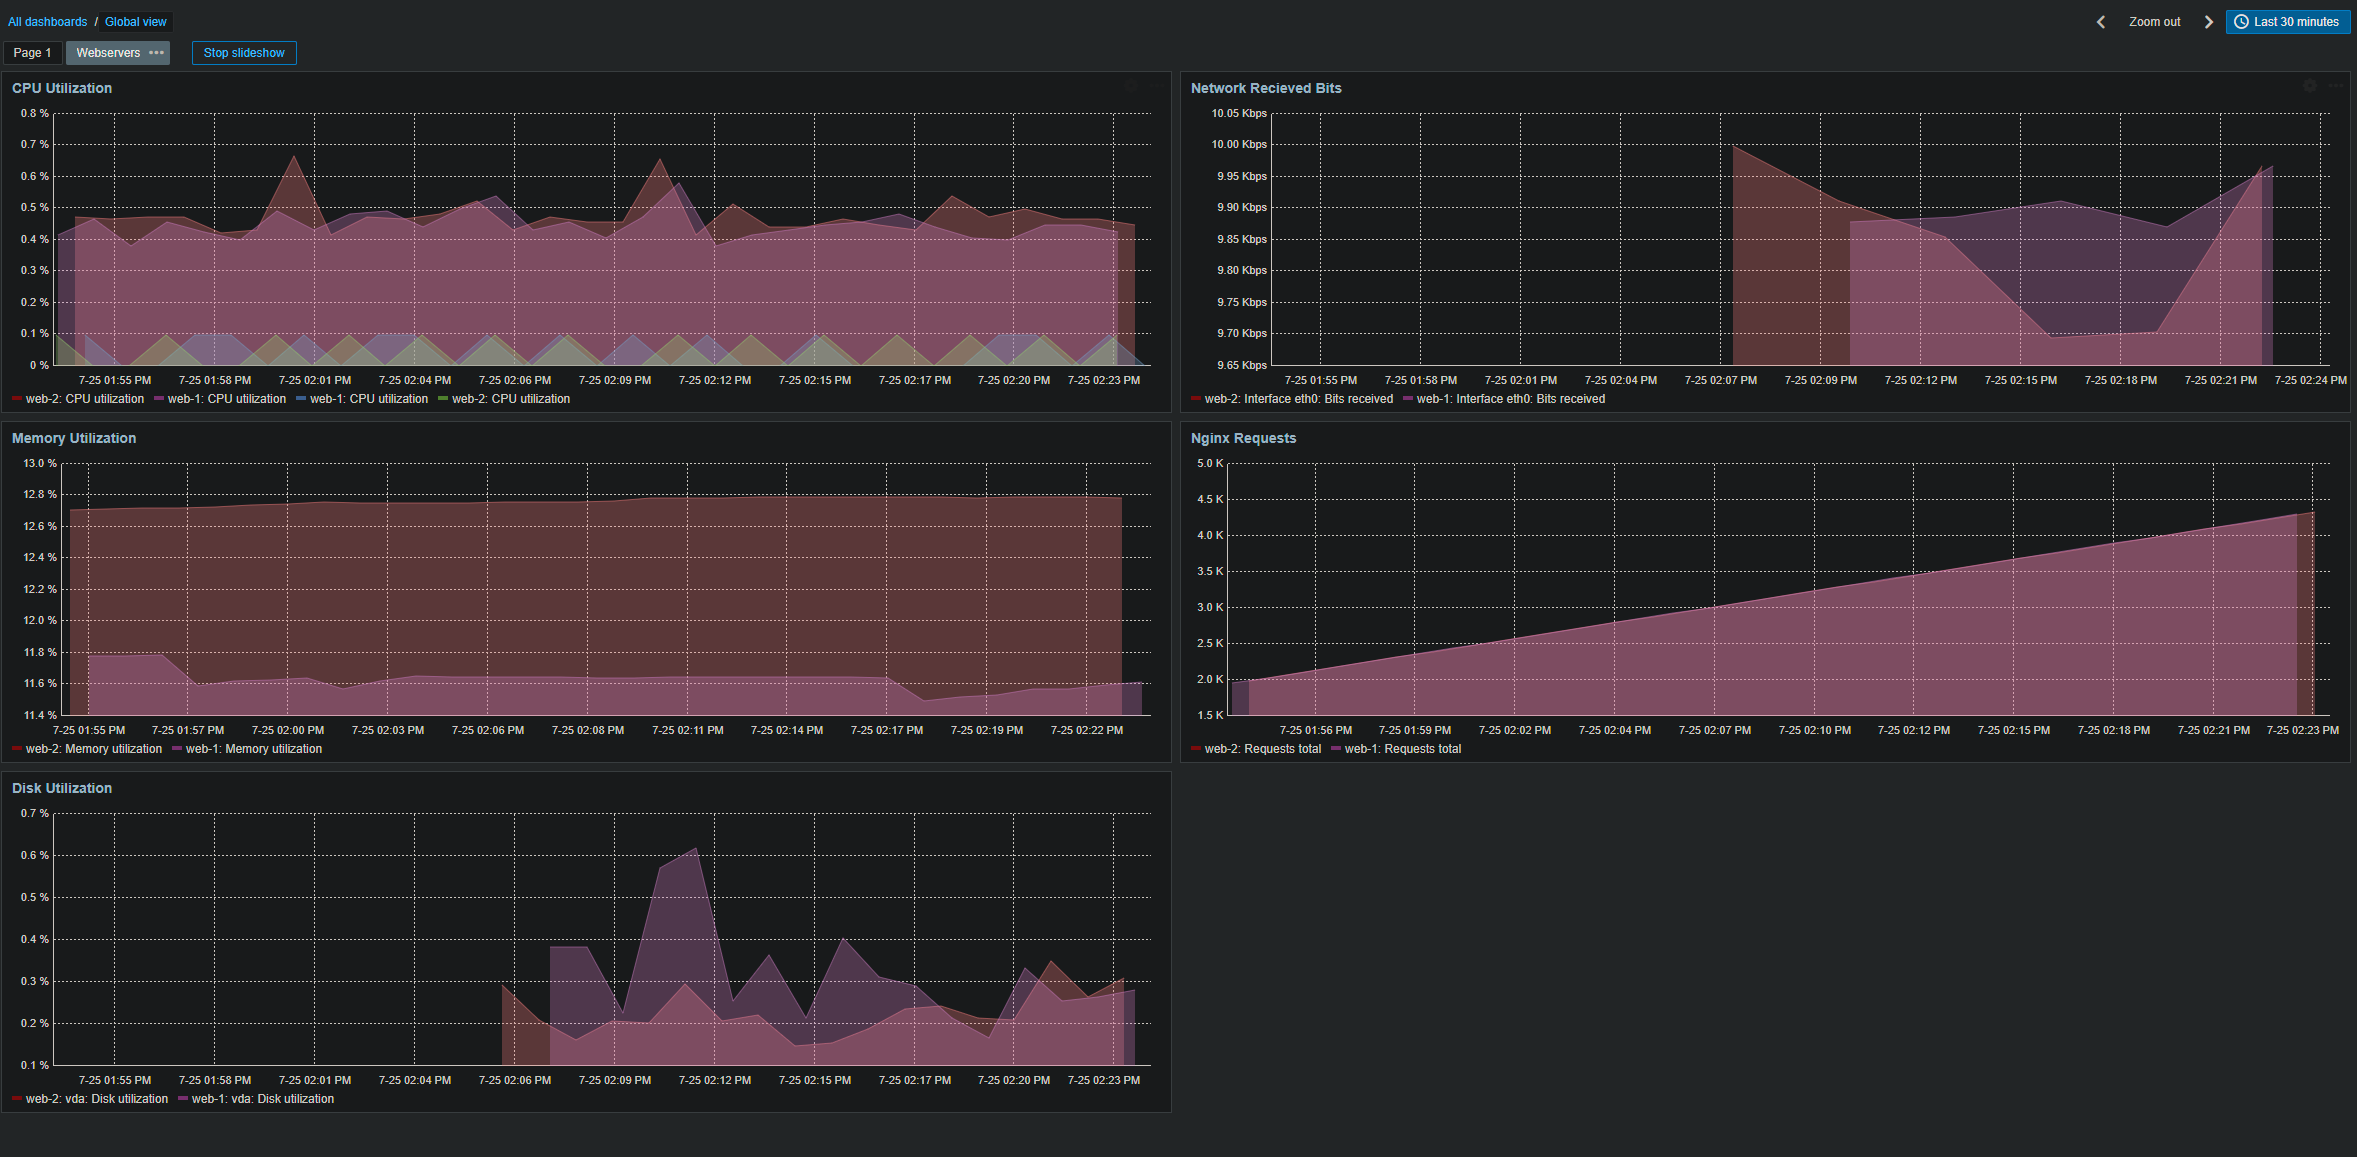 All dashboards / Global view
Zoom out Last 30 minutes
Page 1 Webservers ••• Stop slideshow
CPU Utilization
0.8 %
0.7 %
0.6 %
0.5 %
0.4 %
0.3 %
0.2 %
0.1 %
0 %
7-25 01:55 PM 7-25 01:58 PM 7-25 02:01 PM 7-25 02:04 PM 7-25 02:06 PM 7-25 02:09 PM 7-25 02:12 PM 7-25 02:15 PM 7-25 02:17 PM 7-25 02:20 PM 7-25 02:23 PM
web-2: CPU utilization web-1: CPU utilization web-1: CPU utilization web-2: CPU utilization
Network Recieved Bits
10.05 Kbps
10.00 Kbps
9.95 Kbps
9.90 Kbps
9.85 Kbps
9.80 Kbps
9.75 Kbps
9.70 Kbps
9.65 Kbps
7-25 01:55 PM 7-25 01:58 PM 7-25 02:01 PM 7-25 02:04 PM 7-25 02:07 PM 7-25 02:09 PM 7-25 02:12 PM 7-25 02:15 PM 7-25 02:18 PM 7-25 02:21 PM 7-25 02:24 PM
web-2: Interface eth0: Bits received web-1: Interface eth0: Bits received
Memory Utilization
13.0 %
12.8 %
12.6 %
12.4 %
12.2 %
12.0 %
11.8 %
11.6 %
11.4 %
7-25 01:55 PM 7-25 01:57 PM 7-25 02:00 PM 7-25 02:03 PM 7-25 02:06 PM 7-25 02:08 PM 7-25 02:11 PM 7-25 02:14 PM 7-25 02:17 PM 7-25 02:19 PM 7-25 02:22 PM
web-2: Memory utilization web-1: Memory utilization
Nginx Requests
5.0 K
4.5 K
4.0 K
3.5 K
3.0 K
2.5 K
2.0 K
1.5 K
7-25 01:56 PM 7-25 01:59 PM 7-25 02:02 PM 7-25 02:04 PM 7-25 02:07 PM 7-25 02:10 PM 7-25 02:12 PM 7-25 02:15 PM 7-25 02:18 PM 7-25 02:21 PM 7-25 02:23 PM
web-2: Requests total web-1: Requests total
Disk Utilization
0.7 %
0.6 %
0.5 %
0.4 %
0.3 %
0.2 %
0.1 %
7-25 01:55 PM 7-25 01:58 PM 7-25 02:01 PM 7-25 02:04 PM 7-25 02:06 PM 7-25 02:09 PM 7-25 02:12 PM 7-25 02:15 PM 7-25 02:17 PM 7-25 02:20 PM 7-25 02:23 PM
web-2: vda: Disk utilization web-1: vda: Disk utilization